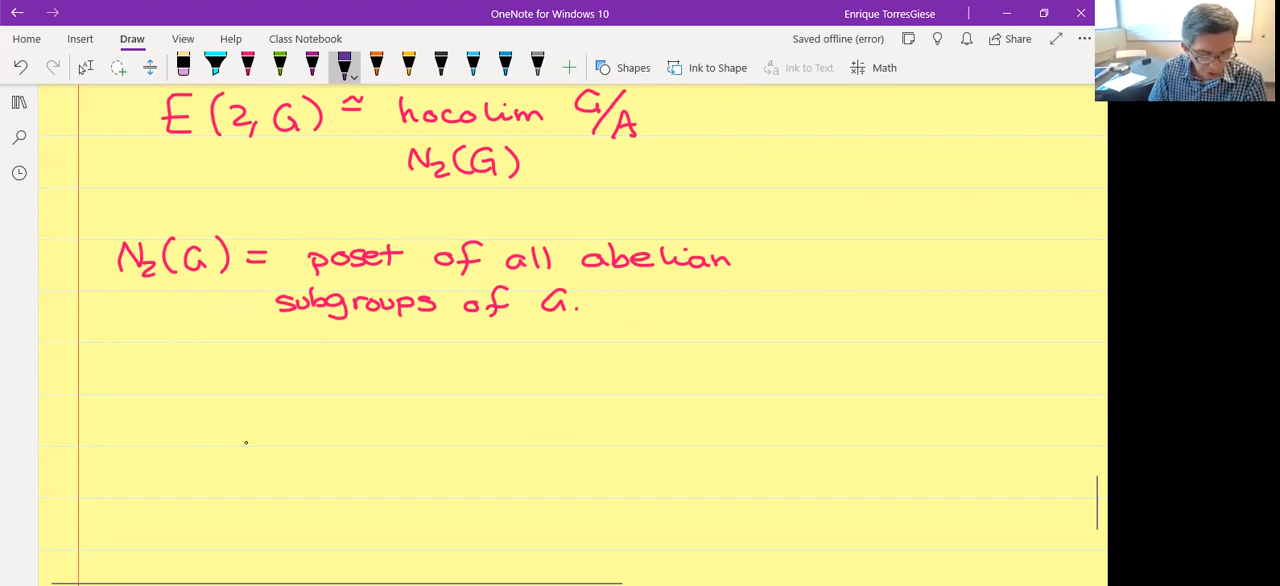 OneNote for Windows 10
Enrique TorresGiese
Home Insert Draw View Help Class Notebook
Saved offline (error)
Share
Shapes
Ink to Shape
Ink to Text
Math
E(2, G) ≃ hocolim G/A
N₂(G)
N₂(G) = poset of all abelian
subgroups of G.